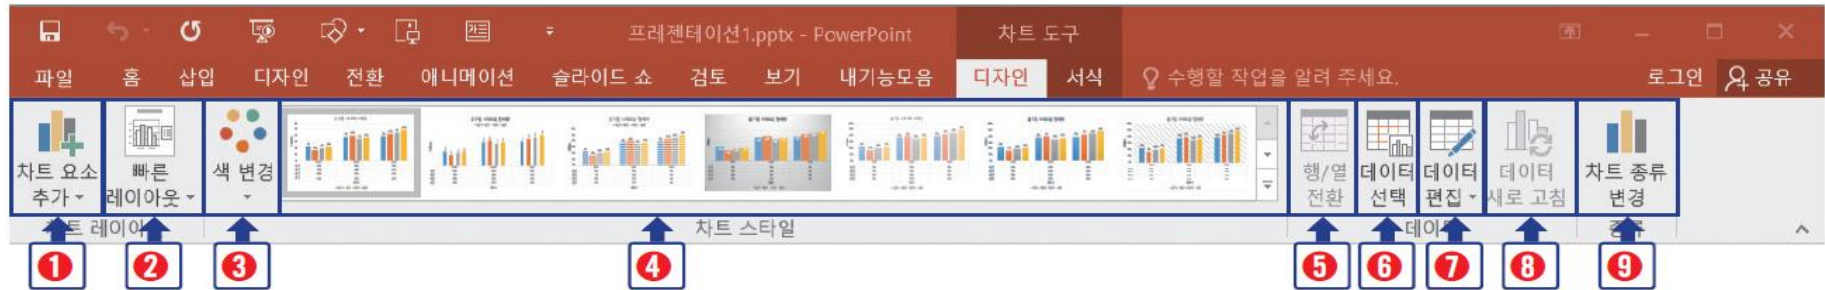 프레젠테이션1.pptx - PowerPoint
차트 도구
파일 홈 삽입 디자인 전환 애니메이션 슬라이드 쇼 검토 보기 내기능모음 디자인 서식 수행할 작업을 알려 주세요. 로그인 공유
차트 요소
추가
빠른
레이아웃
색 변경
행/열
전환
데이터
선택
데이터
편집
데이터
새로 고침
차트 종류
변경
차트 스타일
1 2 3 4 5 6 7 8 9